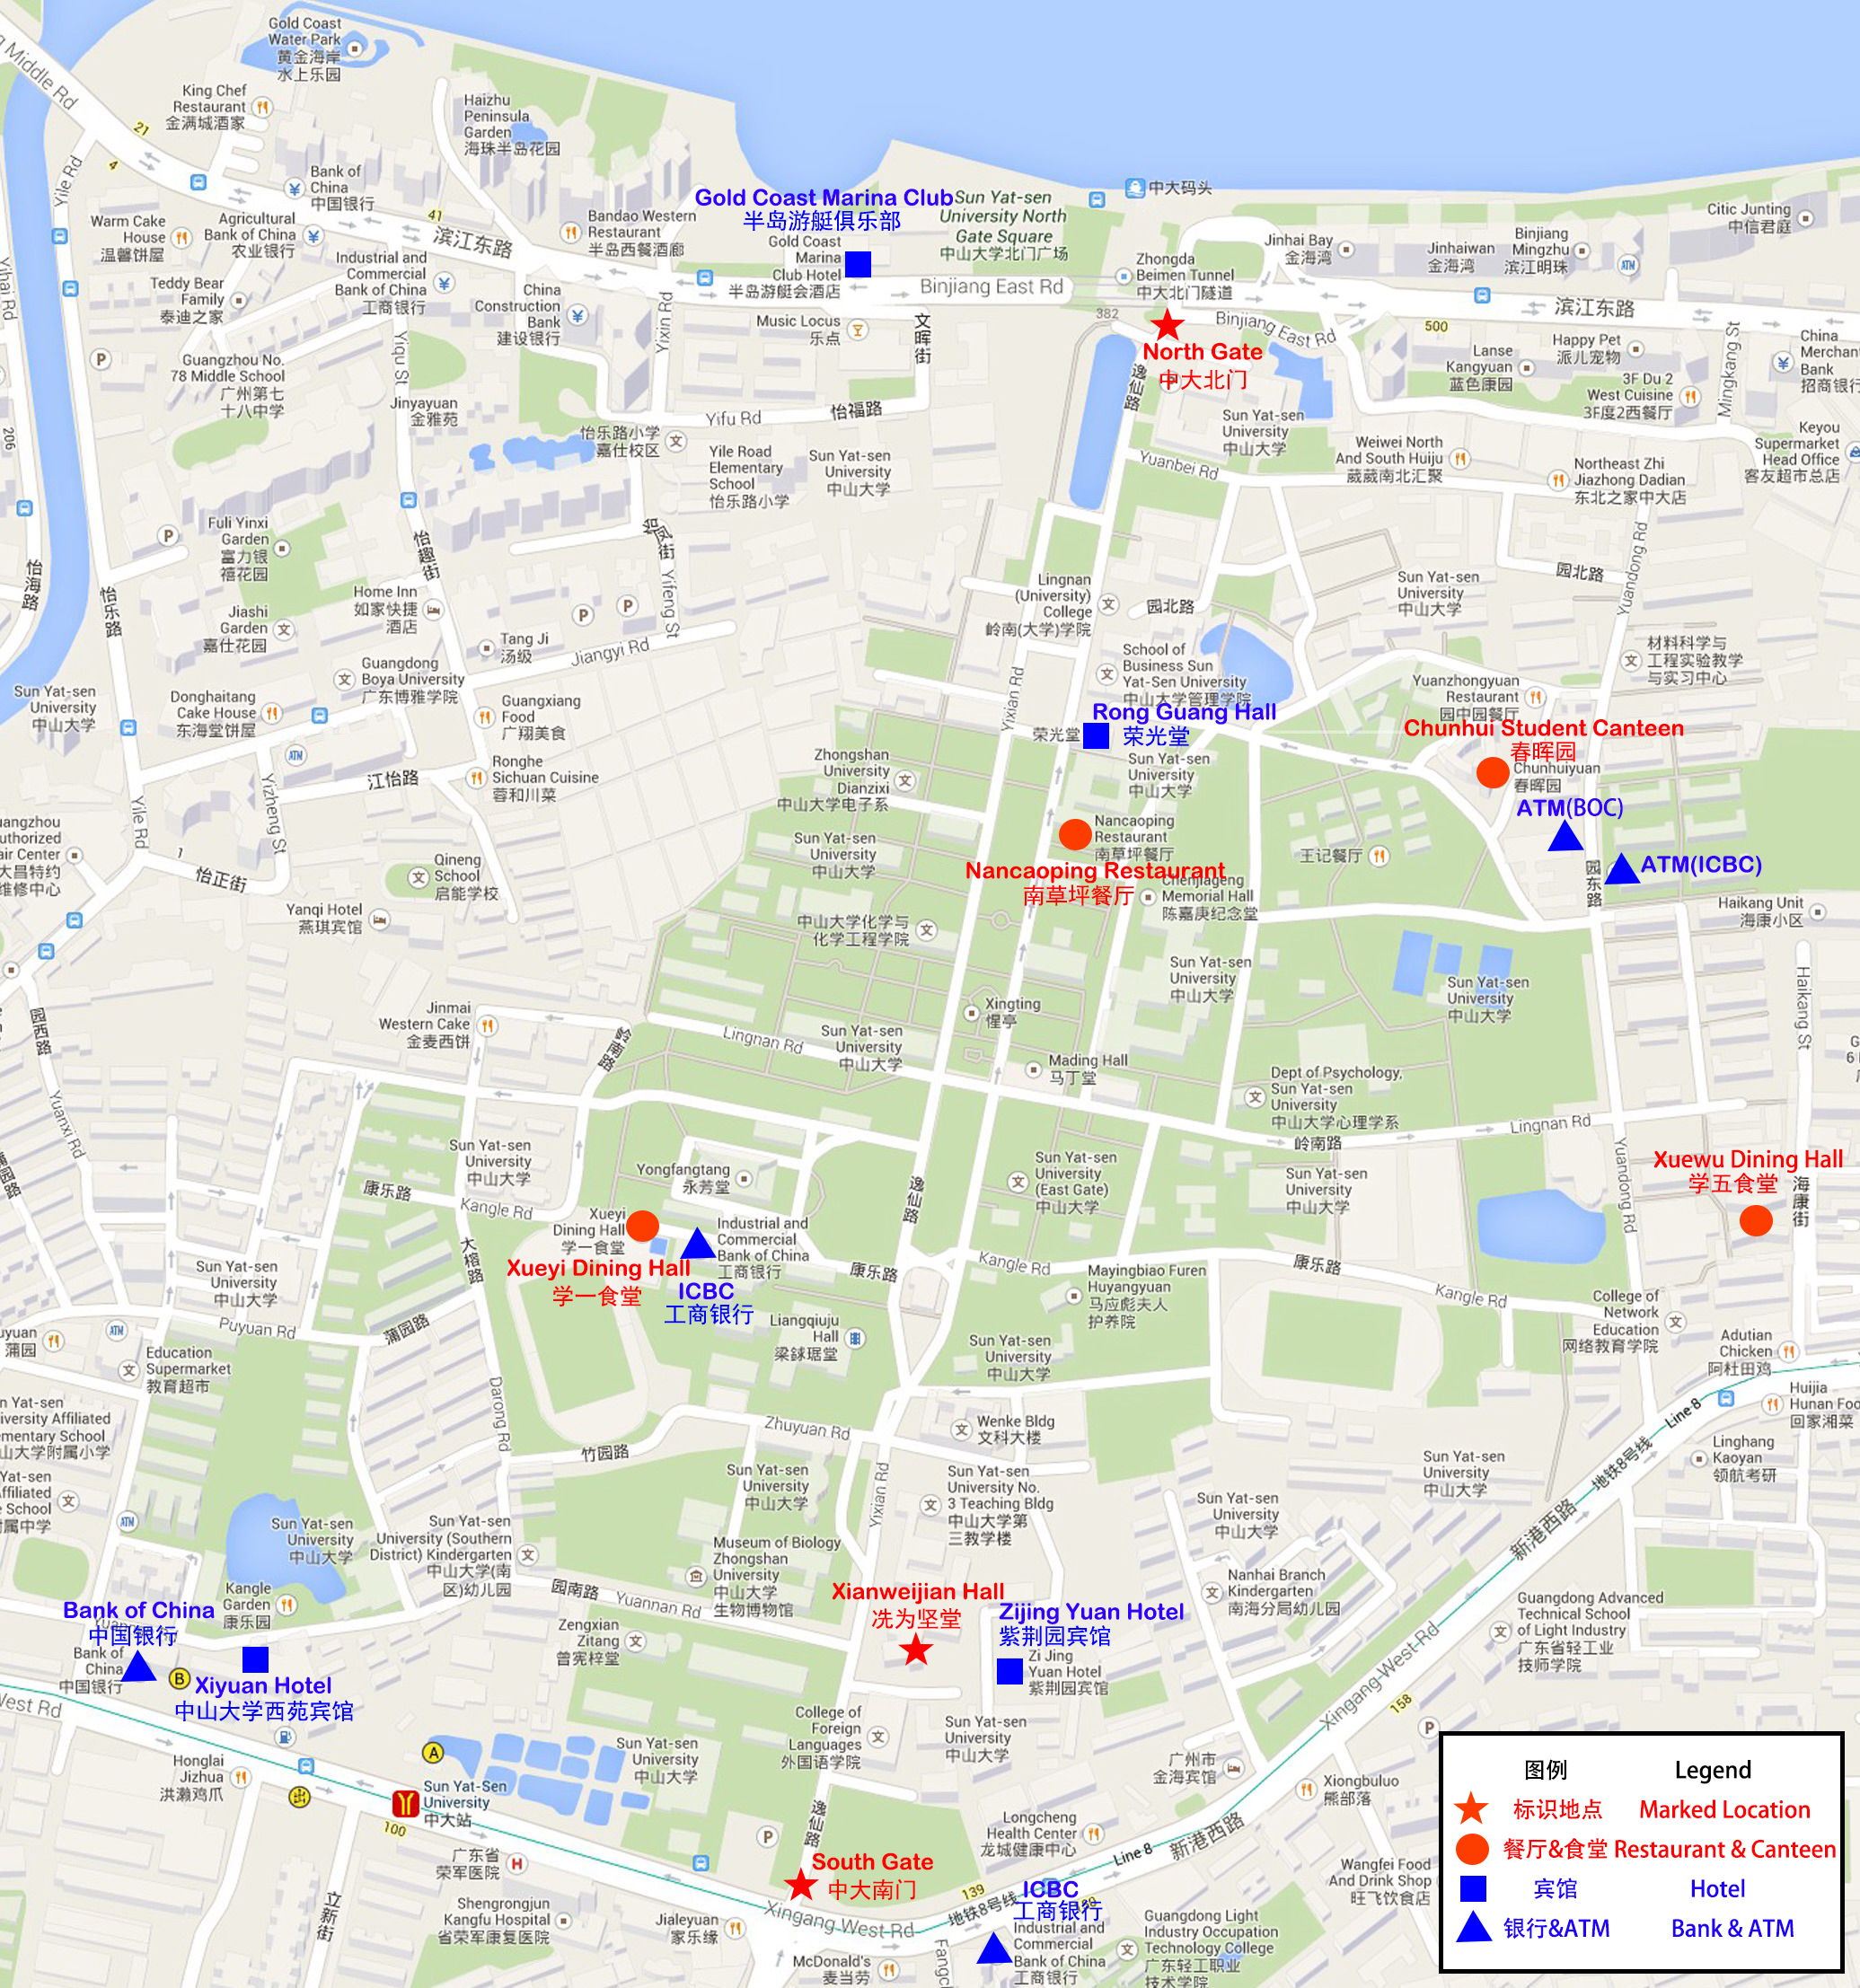 Gold Coast
Water Park
黄金海岸
水上乐园
Middle Rd
King Chef
Restaurant
金满城酒家
21
4
Haizhu
Peninsula
Garden
海珠半岛花园
Yile Rd
Bank of
China
中国银行
中大码头
Gold Coast Marina Club
半岛游艇俱乐部
Sun Yat-sen
University North
Gate Square
中山大学北门广场
Citic Junting
中信君庭
Warm Cake
House
温馨饼屋
Agricultural
Bank of China
农业银行
41
滨江东路
Bandao Western
Restaurant
半岛西餐酒廊
Gold Coast
Marina
Club Hotel
半岛游艇会酒店
Jinhai Bay
金海湾
Jinhaiwan
金海湾
Binjiang
Mingzhu
滨江明珠
ATM
Yihai Rd
Industrial and
Commercial
Bank of China
工商银行
Zhongda
Beimen Tunnel
中大北门隧道
Teddy Bear
Family
泰迪之家
China
Construction
Bank
建设银行
Yixin Rd
Binjiang East Rd
滨江东路
382
500
Music Locus
乐点
文晖街
Binjiang East Rd
North Gate
中大北门
P
Happy Pet
派儿宠物
Mingkang St
China
Merchan
Bank
招商银行
P
Guangzhou No.
78 Middle School
广州第七
十八中学
Yiqu St
Lanse
Kangyuan
蓝色康园
3F Du 2
West Cuisine
3F度2西餐厅
Jinyayuan
金雅苑
Yifu Rd
怡福路
逸仙路
Sun Yat-sen
University
中山大学
206
怡乐路小学
嘉仕校区
Yile Road
Elementary
School
怡乐路小学
Sun Yat-sen
University
中山大学
Yuanbei Rd
Weiwei North
And South Huiju
葳葳南北汇聚
Northeast Zhi
Jiazhong Dadian
东北之家中大店
Keyou
Supermarket
Head Office
客友超市总店
P
Fuli Yinxi
Garden
富力银
禧花园
怡趣街
Yifeng St
Yuandong Rd
怡海路
怡乐路
Home Inn
如家快捷
酒店
P
P
Lingnan
(University)
College
岭南(大学)学院
园北路
Sun Yat-sen
University
中山大学
园北路
Jiashi
Garden
嘉仕花园
Tang Ji
汤级
Jiangyi Rd
School of
Business Sun
Yat-Sen University
中山大学管理学院
材料科学与
工程实验教学
与实习中心
Guangdong
Boya University
广东博雅学院
Sun Yat-sen
University
中山大学
Donghaitang
Cake House
东海堂饼屋
Guangxiang
Food
广翔美食
Yixian Rd
荣光堂
Rong Guang Hall
荣光堂
Yuanzhongyuan
Restaurant
园中园餐厅
Chunhui Student Canteen
春晖园
Chunhuiyuan
春晖园
ATM
江怡路
Ronghe
Sichuan Cuisine
蓉和川菜
Zhongshan
University
Dianzixi
中山大学电子系
Sun Yat-sen
University
中山大学
ATM(BOC)
Yile Rd
Yizheng St
Nancaoping
Restaurant
南草坪餐厅
Nancaoping Restaurant
南草坪餐厅
王记餐厅
园东路
ATM(ICBC)
uangzhou
uthorized
air Center
大昌特约
维修中心
1
怡正街
Qineng
School
启能学校
Sun Yat-sen
University
中山大学
Chenjiageng
Memorial Hall
陈嘉庚纪念堂
Yanqi Hotel
燕琪宾馆
中山大学化学与
化学工程学院
Haikang Unit
海康小区
Sun Yat-sen
University
中山大学
Sun Yat-sen
University
中山大学
Haikang St
园西路
Jinmai
Western Cake
金麦西饼
岭南路
Lingnan Rd
Sun Yat-sen
University
中山大学
Xingting
惺亭
Mading Hall
马丁堂
Dept of Psychology,
Sun Yat-sen
University
中山大学心理学系
Yuanxi Rd
岭南路
Lingnan Rd
Sun Yat-sen
University
中山大学
Yongfangtang
永芳堂
逸仙路
Sun Yat-sen
University
(East Gate)
中山大学
Sun Yat-sen
University
中山大学
Yuandong Rd
Xuewu Dining Hall
学五食堂
海康街
康乐路
Kangle Rd
Xueyi
Dining Hall
学一食堂
Xueyi Dining Hall
学一食堂
Industrial and
Commercial
Bank of China
工商银行
ICBC
工商银行
大榕路
Sun Yat-sen
University
中山大学
康乐路
Kangle Rd
Mayingbiao Furen
Huyangyuan
马应彪夫人
护养院
康乐路
Kangle Rd
College of
Network
Education
网络教育学院
Puyuan Rd
蒲园路
uyuan
蒲园
ATM
Education
Supermarket
教育超市
Liangqiuju
Hall
梁銶琚堂
Sun Yat-sen
University
中山大学
Adutian
Chicken
阿杜田鸡
n Yat-sen
iversity Affiliated
ementary School
山大学附属小学
Darong Rd
Zhuyuan Rd
竹园路
Wenke Bldg
文科大楼
Line 8
地铁8号线
Huijia
Hunan Foo
回家湘菜
Yat-sen
ffiliated
School
属中学
Sun Yat-sen
University
中山大学
Yixian Rd
Sun Yat-sen
University No.
3 Teaching Bldg
中山大学第
三教学楼
Sun Yat-sen
University
中山大学
Sun Yat-sen
University
中山大学
Linghang
Kaoyan
领航考研
ATM
Sun Yat-sen
University
中山大学
Sun Yat-sen
University (Southern
District) Kindergarten
中山大学(南
区)幼儿园
Museum of Biology
Zhongshan
University
中山大学
生物博物馆
新港西路
Kangle
Garden
康乐园
园南路
Yuannan Rd
Nanhai Branch
Kindergarten
南海分局幼儿园
Guangdong Advanced
Technical School
of Light Industry
广东省轻工业
技师学院
Bank of China
中国银行
Bank of
China
中国银行
B
Xiyuan Hotel
中山大学西苑宾馆
Zengxian
Zitang
曾宪梓堂
Xianweijian Hall
冼为坚堂
Zijing Yuan Hotel
紫荆园宾馆
Zi Jing
Yuan Hotel
紫荆园宾馆
Xingang West Rd
158
West Rd
A
Honglai
Jizhua
洪濑鸡爪
Sun Yat-Sen
University
中大站
100
Sun Yat-sen
University
中山大学
College of
Foreign
Languages
外国语学院
Sun Yat-sen
University
中山大学
广州市
金海宾馆
P
Xiongbuluo
熊部落
立新街
广东省
荣军医院
H
P
逸仙路
Longcheng
Health Center
龙城健康中心
Line 8
新港西路
South Gate
中大南门
139
地铁8号线
ICBC
工商银行
Industrial and
Commercial
Bank of China
工商银行
Shengrongjun
Kangfu Hospital
省荣军康复医院
Jialeyuan
家乐缘
Xingang West Rd
McDonald's
麦当劳
Fangc
Guangdong Light
Industry Occupation
Technology College
广东轻工职业
技术学院
Wangfei Food
And Drink Shop
旺飞饮食店
图例 Legend
标识地点 Marked Location
餐厅&食堂 Restaurant & Canteen
宾馆 Hotel
银行&ATM Bank & ATM